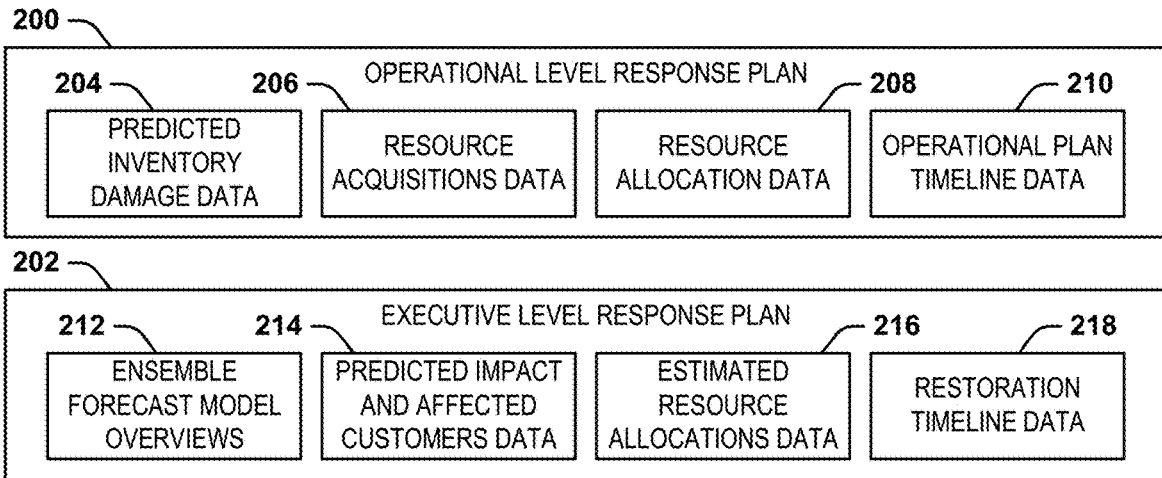 200
OPERATIONAL LEVEL RESPONSE PLAN
204
206
208
210
PREDICTED
INVENTORY
DAMAGE DATA
RESOURCE
ACQUISITIONS DATA
RESOURCE
ALLOCATION DATA
OPERATIONAL PLAN
TIMELINE DATA
202
EXECUTIVE LEVEL RESPONSE PLAN
212
214
216
218
ENSEMBLE
FORECAST MODEL
OVERVIEWS
PREDICTED IMPACT
AND AFFECTED
CUSTOMERS DATA
ESTIMATED
RESOURCE
ALLOCATIONS DATA
RESTORATION
TIMELINE DATA